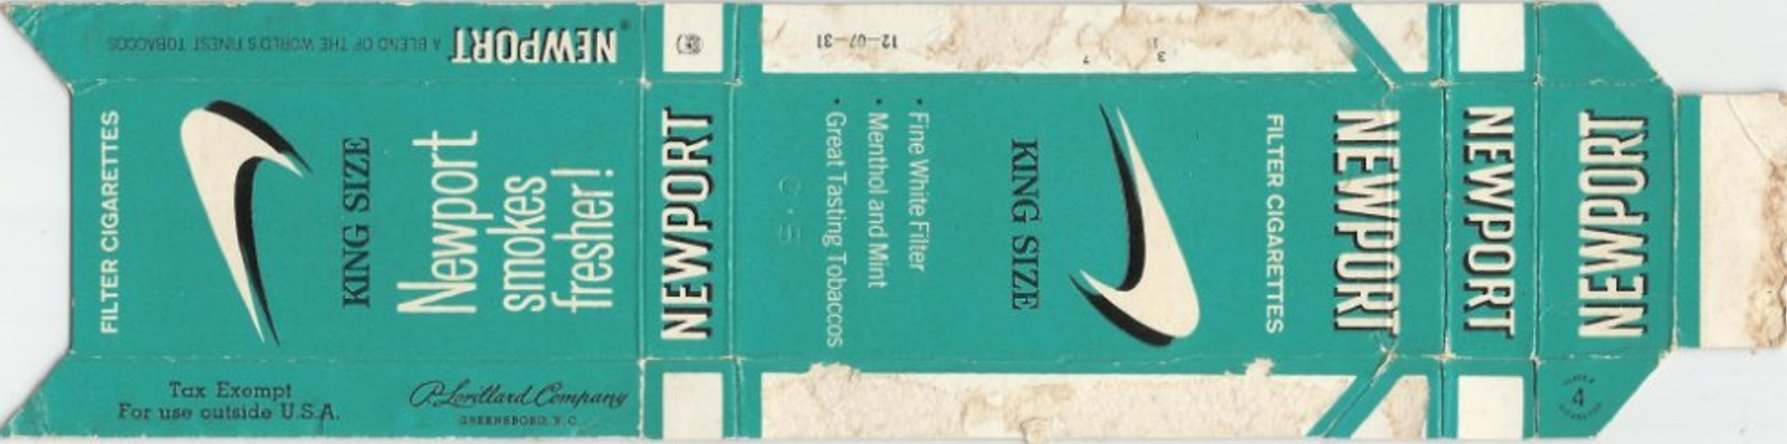 NEWPORT® A BLEND OF THE WORLD'S FINEST TOBACCOS
FILTER CIGARETTES
KING SIZE
Newport
smokes
fresher!
Tax Exempt
For use outside U.S.A.
P. Lorillard Company
GREENSBORO, N.C.
NEWPORT
12-07-31
• Fine White Filter
• Menthol and Mint
• Great Tasting Tobaccos
KING SIZE
FILTER CIGARETTES
NEWPORT
NEWPORT
NEWPORT
4